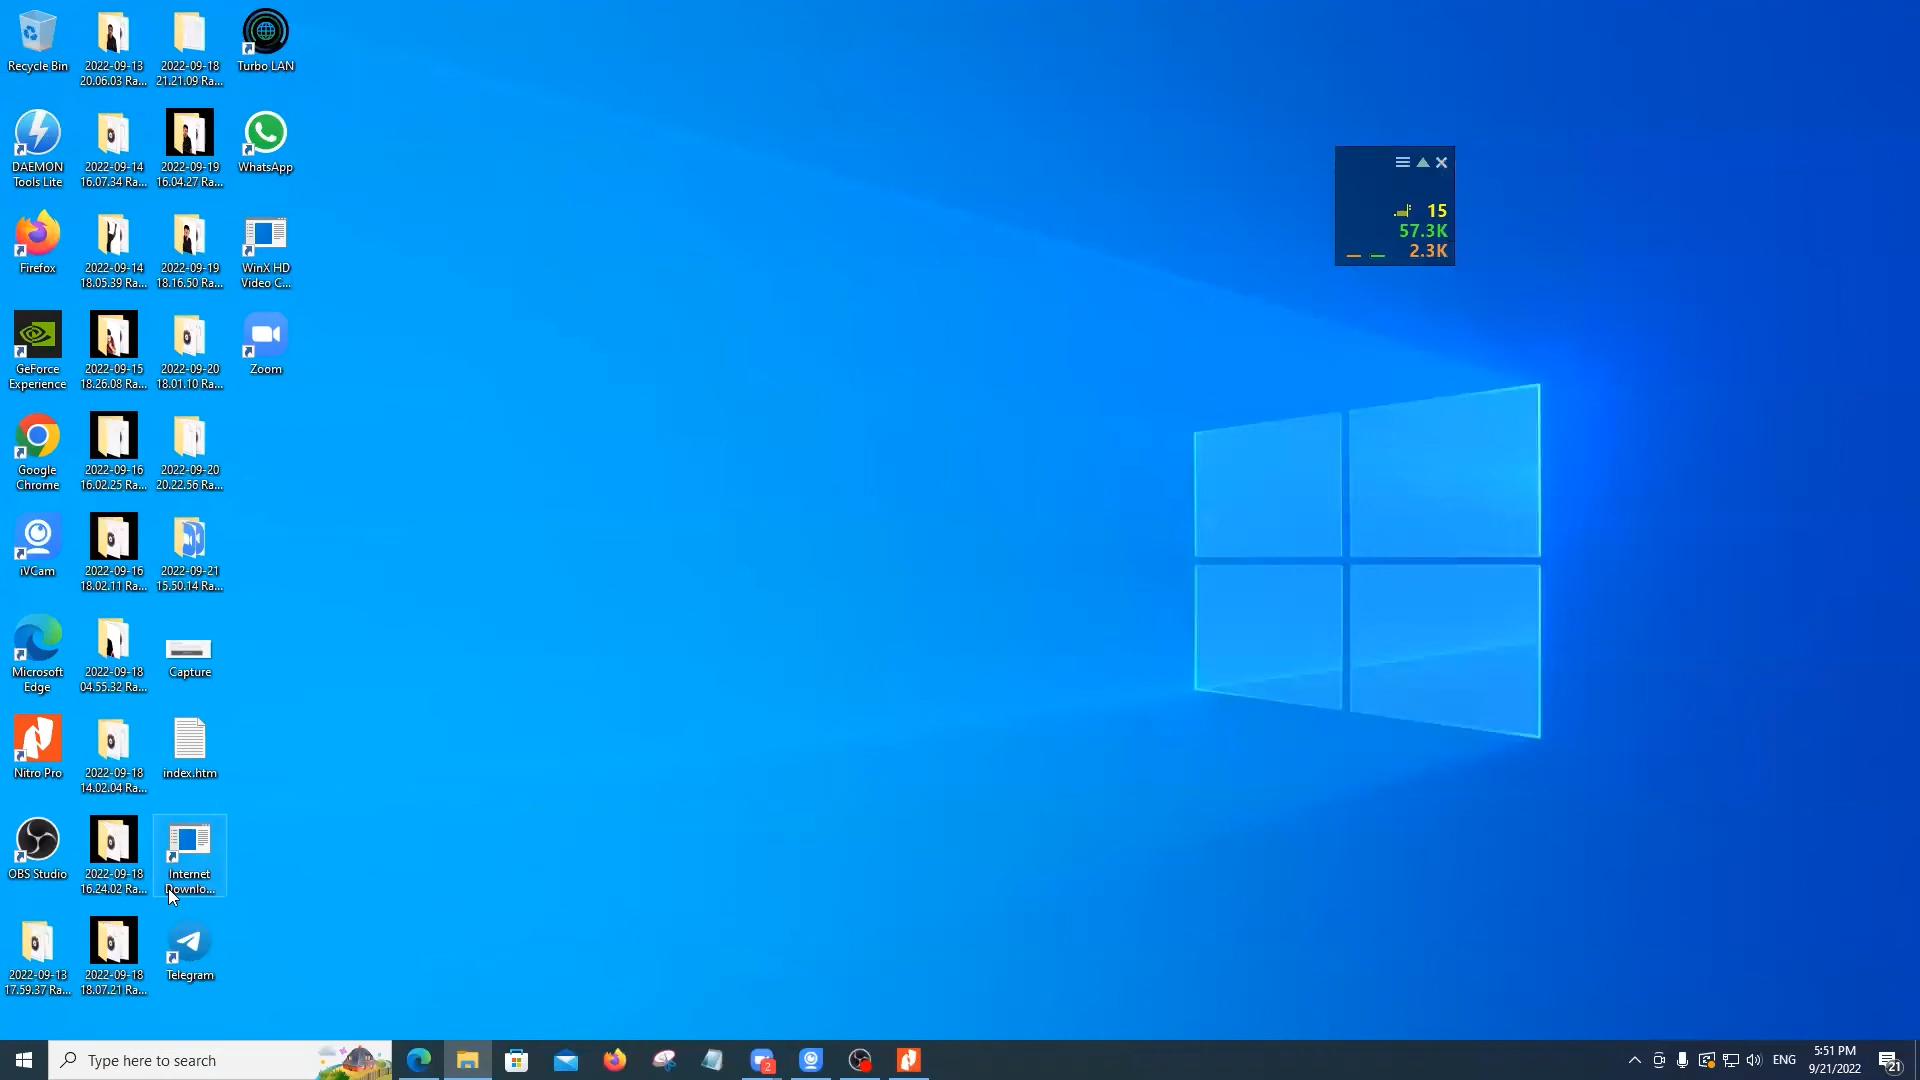 Recycle Bin
2022-09-13
20.06.03 Ra...
2022-09-18
21.21.09 Ra...
Turbo LAN
DAEMON
Tools Lite
2022-09-14
16.07.34 Ra...
2022-09-19
16.04.27 Ra...
WhatsApp
15
57.3K
2.3K
Firefox
2022-09-14
18.05.39 Ra...
2022-09-19
18.16.50 Ra...
WinX HD
Video C...
GeForce
Experience
2022-09-15
18.26.08 Ra...
2022-09-20
18.01.10 Ra...
Zoom
Google
Chrome
2022-09-16
16.02.25 Ra...
2022-09-20
20.22.56 Ra...
iVCam
2022-09-16
18.02.11 Ra...
2022-09-21
15.50.14 Ra...
Microsoft
Edge
2022-09-18
04.55.32 Ra...
Capture
Nitro Pro
2022-09-18
14.02.04 Ra...
index.htm
OBS Studio
2022-09-18
16.24.02 Ra...
Internet
Downlo...
2022-09-13
17.59.37 Ra...
2022-09-18
18.07.21 Ra...
Telegram
Type here to search
2
ENG
5:51 PM
9/21/2022
21